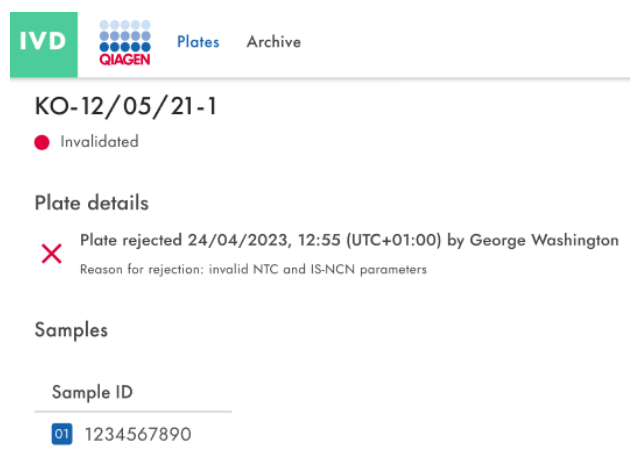 IVD QIAGEN Plates Archive
KO-12/05/21-1
Invalidated
Plate details
Plate rejected 24/04/2023, 12:55 (UTC+01:00) by George Washington
Reason for rejection: invalid NTC and IS-NCN parameters
Samples
Sample ID
01 1234567890